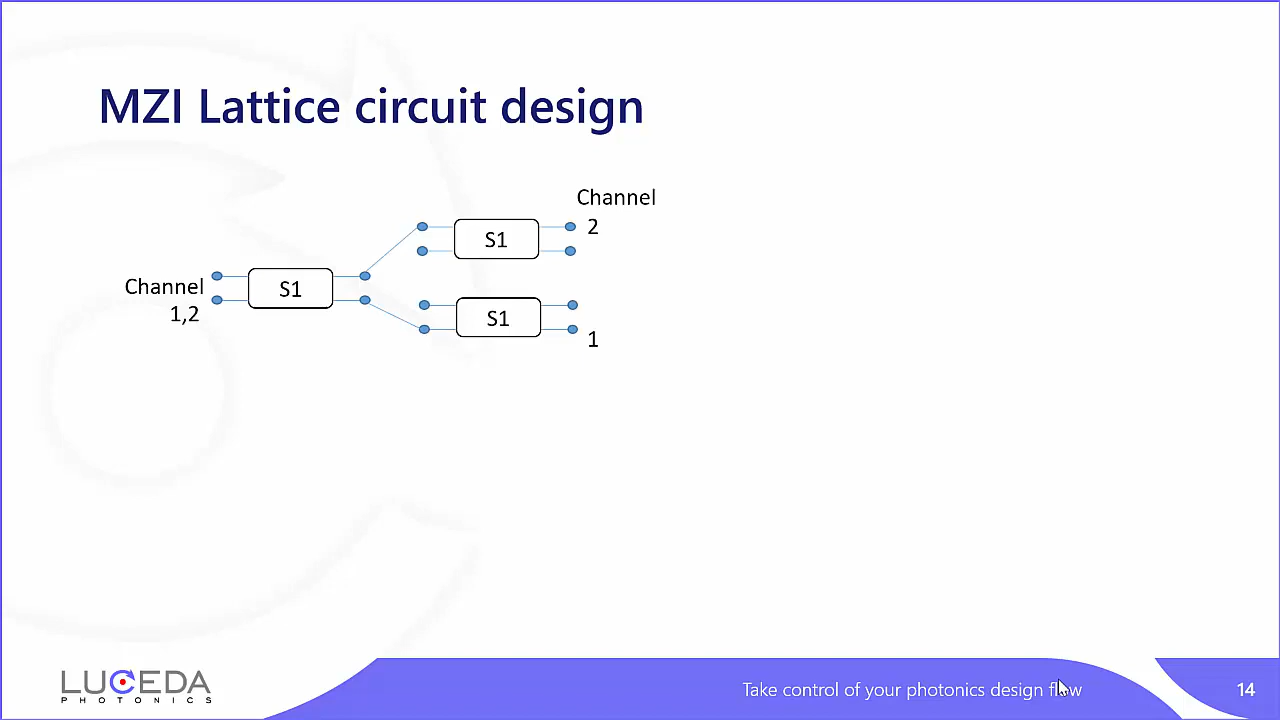 MZI Lattice circuit design
Channel
2
S1
Channel
1,2
S1
S1
1
LUCEDA
PHOTONICS
Take control of your photonics design flow
14